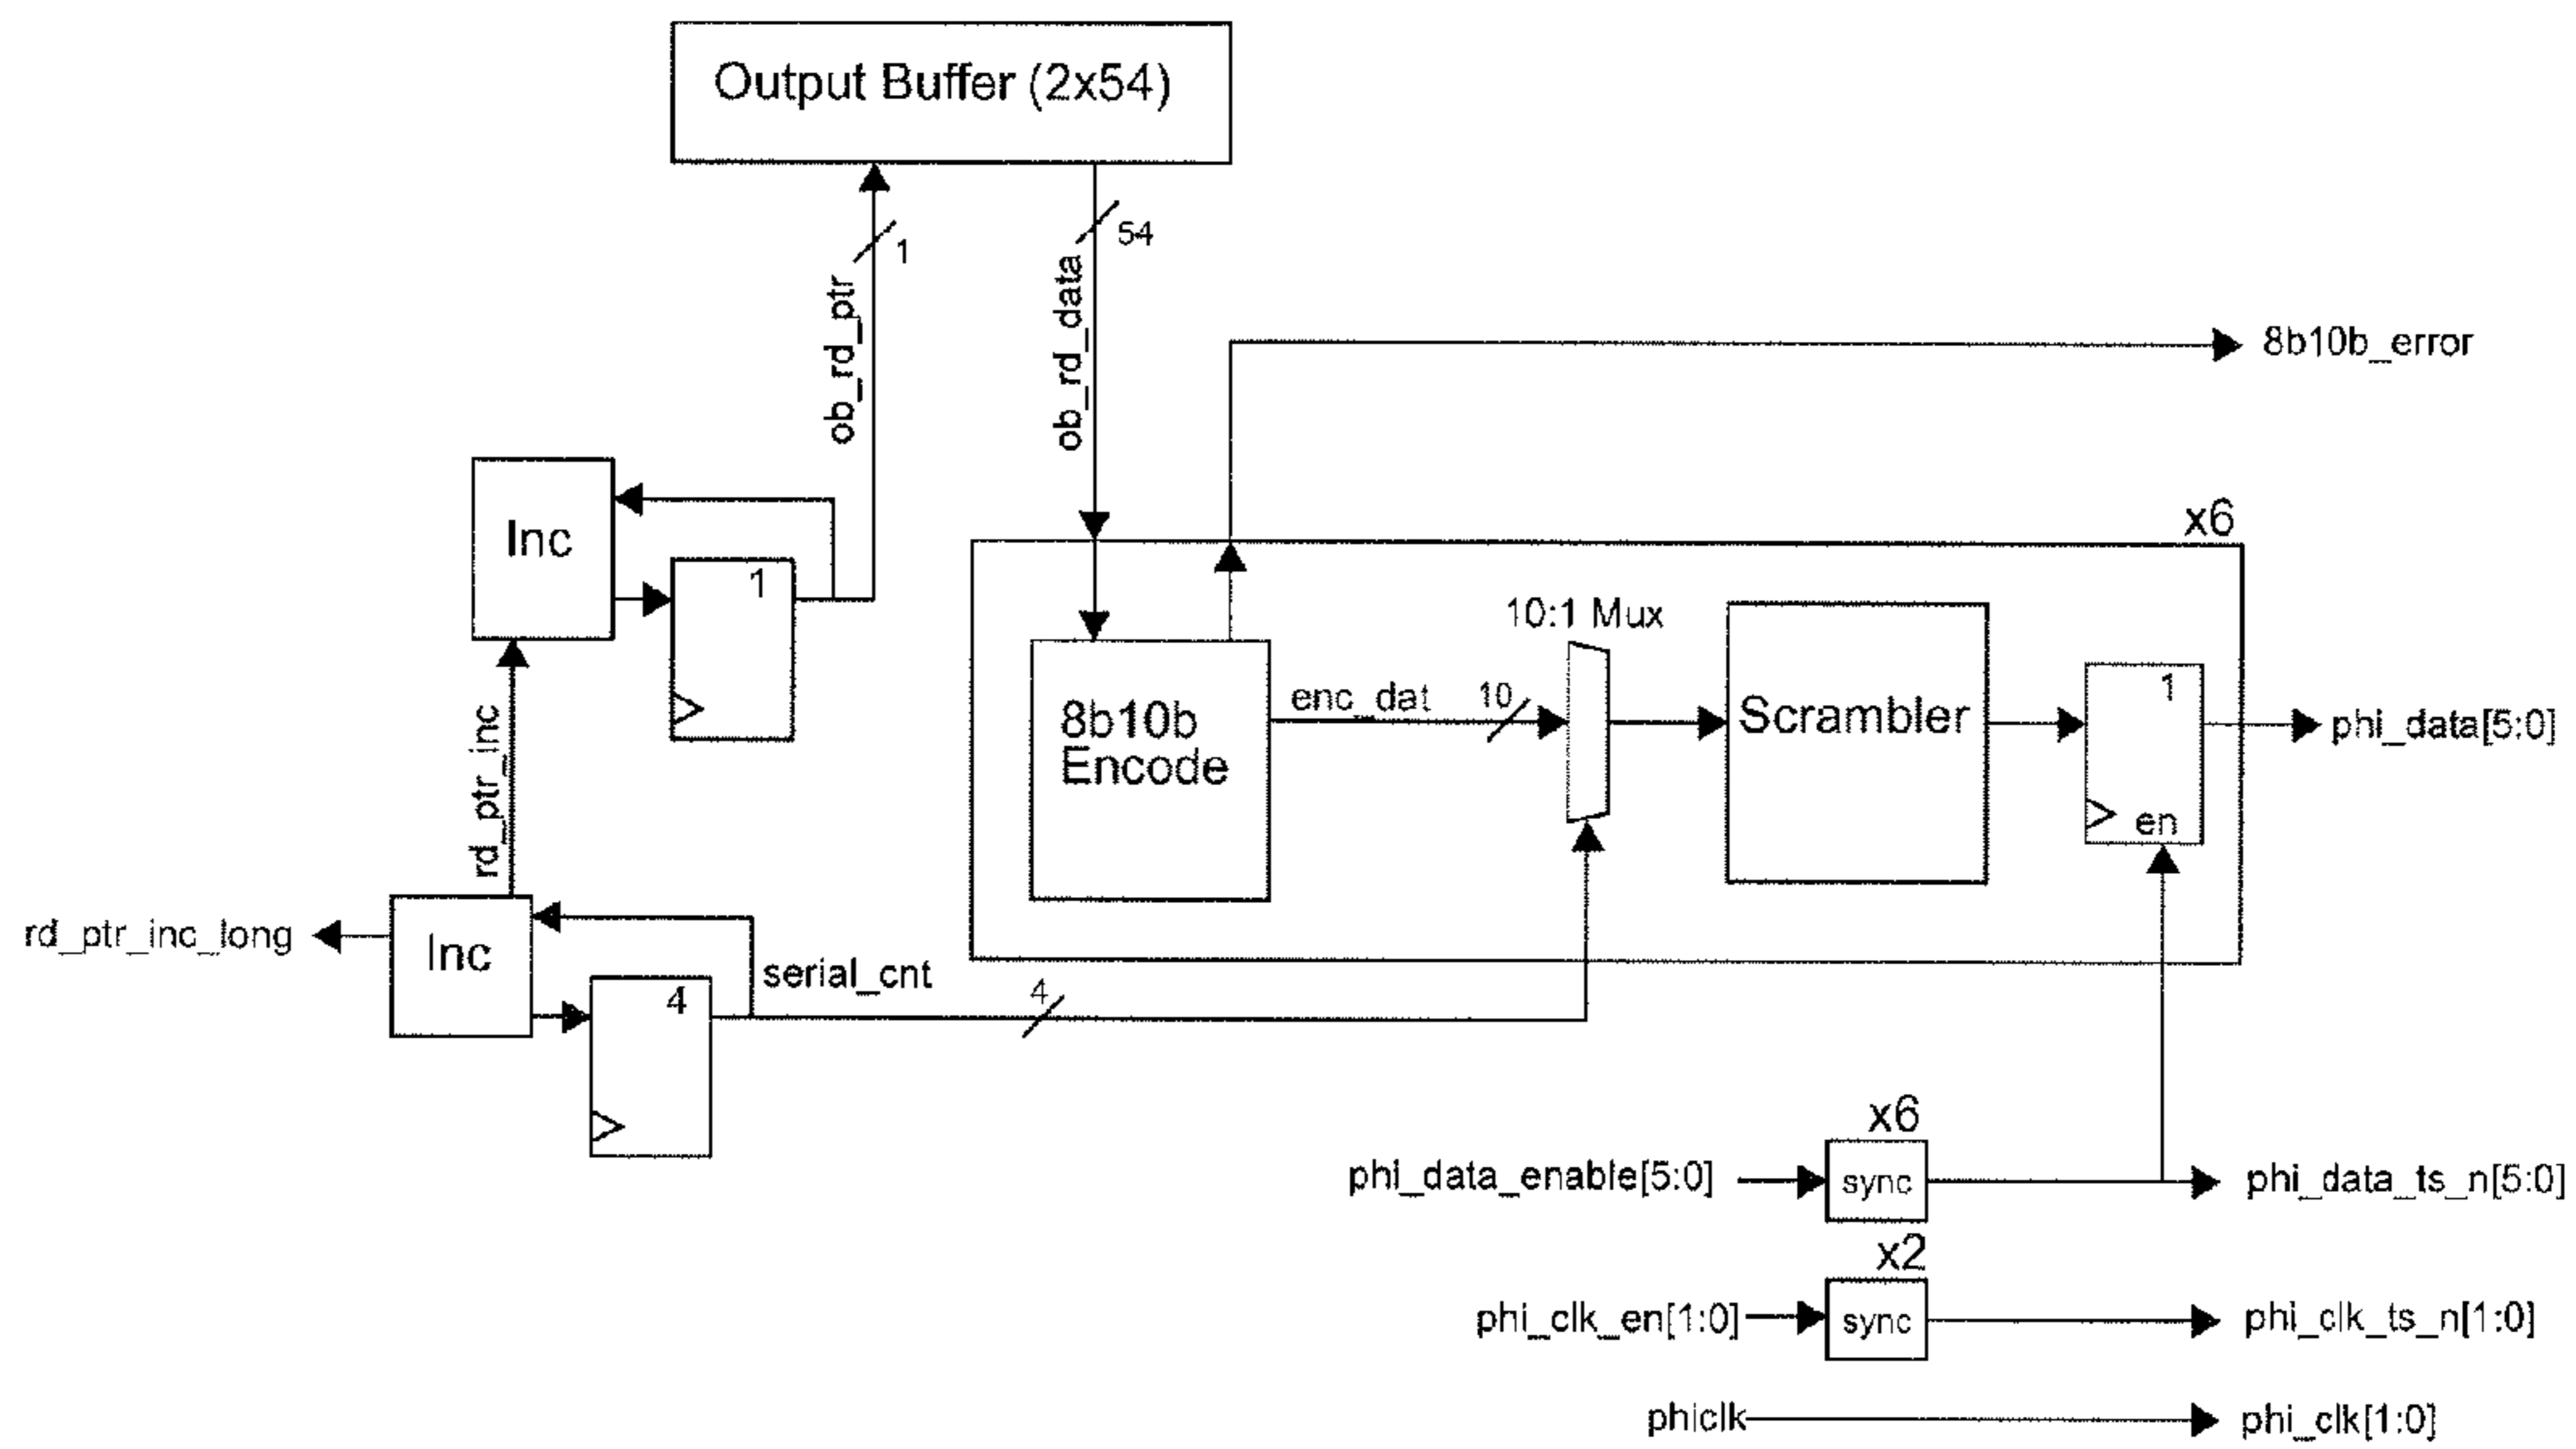 Output Buffer (2x54)
1
54
ob_rd_ptr
ob_rd_data
8b10b_error
x6
Inc
1
10:1 Mux
8b10b
Encode
enc_dat
10
Scrambler
1
en
phi_data[5:0]
rd_ptr_inc
rd_ptr_inc_long
Inc
4
serial_cnt
4
x6
phi_data_enable[5:0]
sync
phi_data_ts_n[5:0]
x2
phi_clk_en[1:0]
sync
phi_clk_ts_n[1:0]
phiclk
phi_clk[1:0]